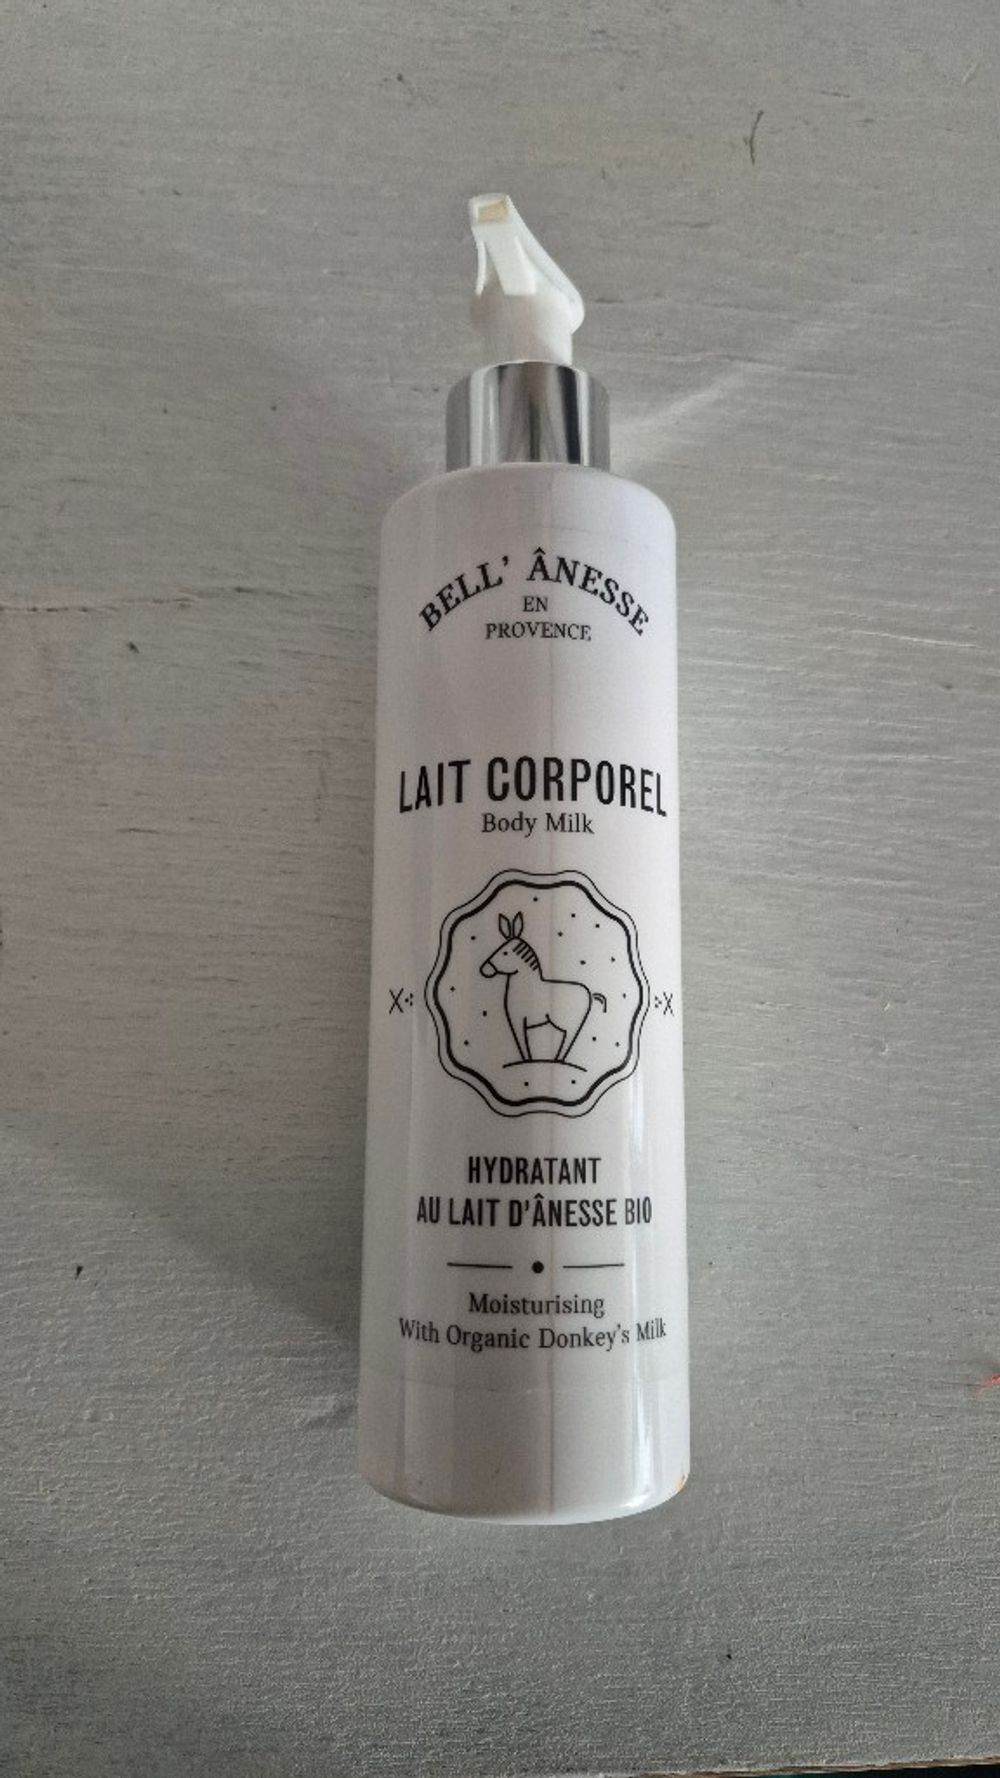 BELL' ÂNESSE
EN
PROVENCE
LAIT CORPOREL
Body Milk
HYDRATANT
AU LAIT D'ÂNESSE BIO
Moisturising
With Organic Donkey's Milk